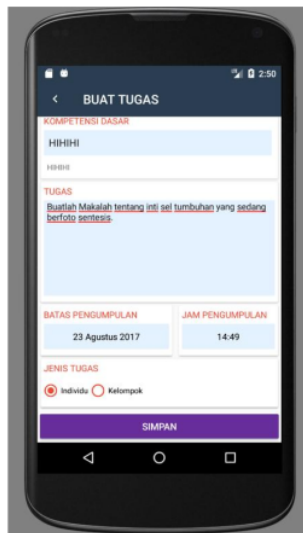 2:50
BUAT TUGAS
KOMPETENSI DASAR
HIHIHI
HIHIHI
TUGAS
Buatlah Makalah tentang inti sel tumbuhan yang sedang
berfoto sentesis.
BATAS PENGUMPULAN JAM PENGUMPULAN
23 Agustus 2017 14:49
JENIS TUGAS
Individu Kelompok
SIMPAN